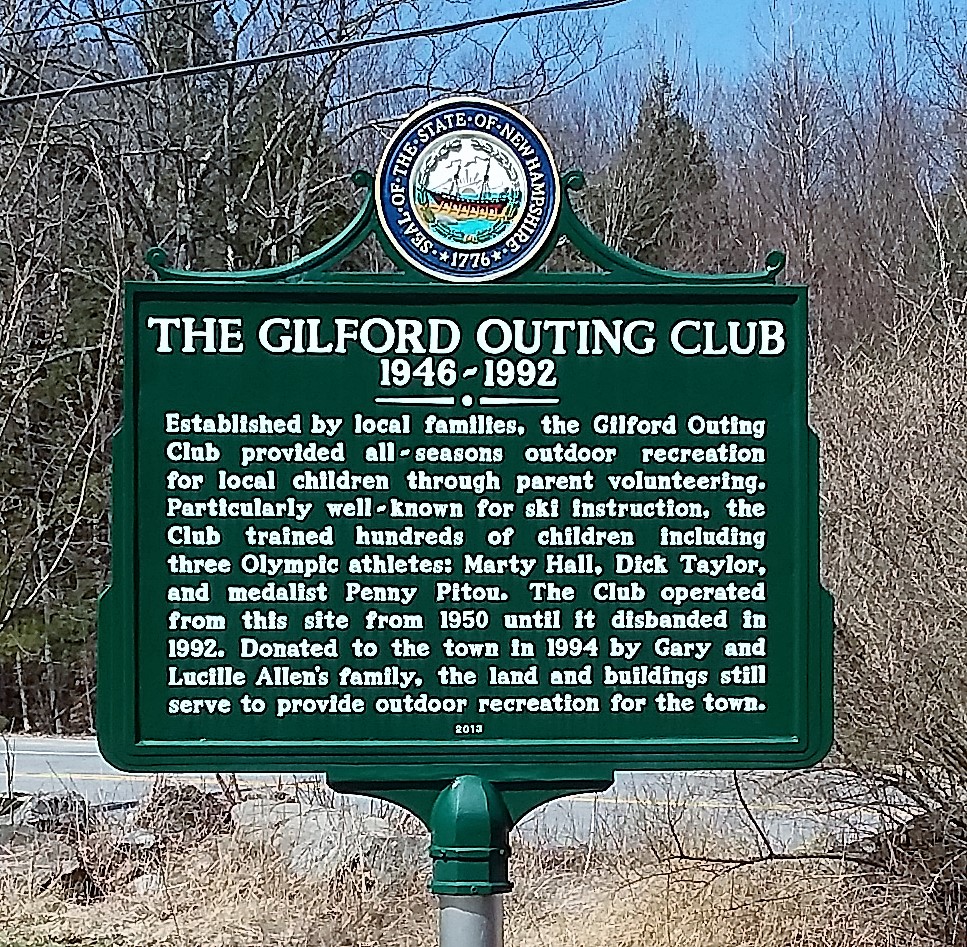 SEAL·OF·THE·STATE·OF·NEW HAMPSHIRE
·★1776★·
THE GILFORD OUTING CLUB
1946~1992
Established by local families, the Gilford Outing
Club provided all-seasons outdoor recreation
for local children through parent volunteering.
Particularly well-known for ski instruction, the
Club trained hundreds of children including
three Olympic athletes: Marty Hall, Dick Taylor,
and medalist Penny Pitou. The Club operated
from this site from 1950 until it disbanded in
1992. Donated to the town in 1994 by Gary and
Lucille Allen's family, the land and buildings still
serve to provide outdoor recreation for the town.
2013